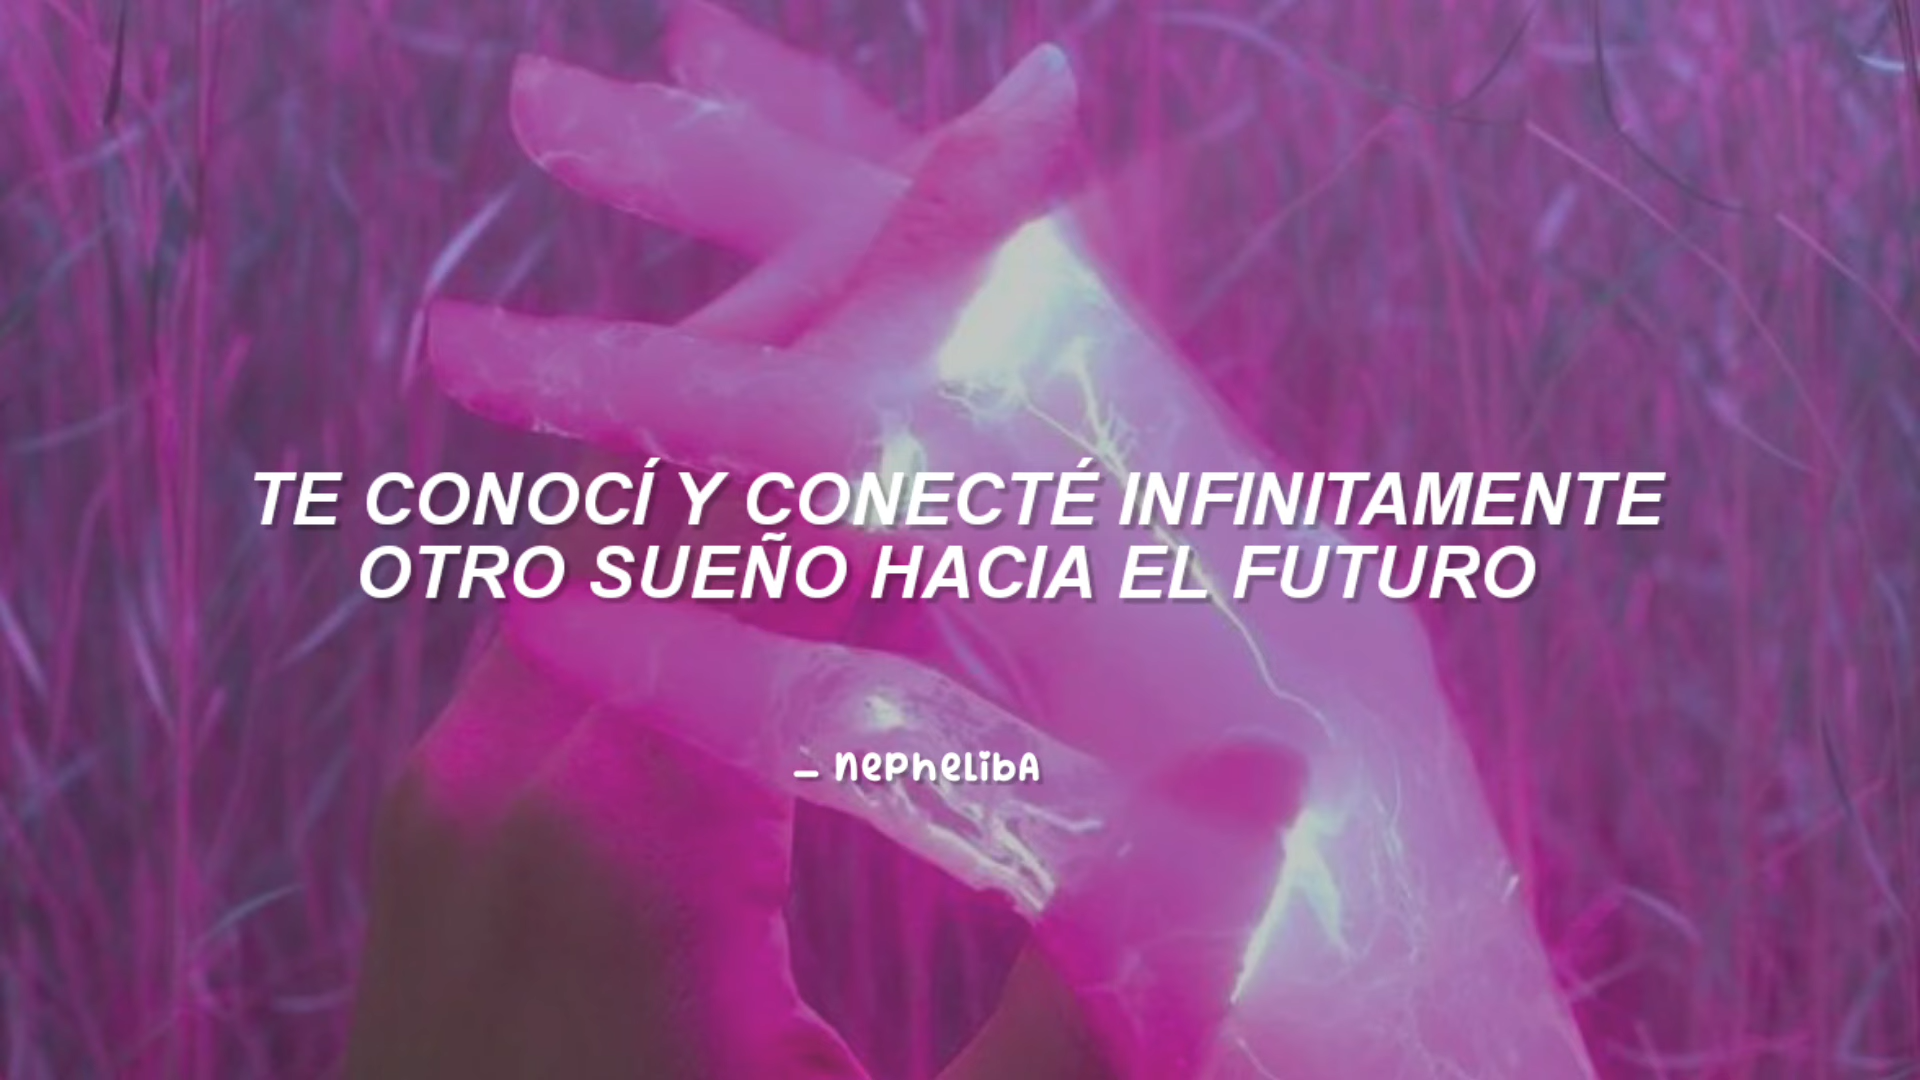 TE CONOCÍ Y CONECTÉ INFINITAMENTE
OTRO SUEÑO HACIA EL FUTURO
– nephelibA